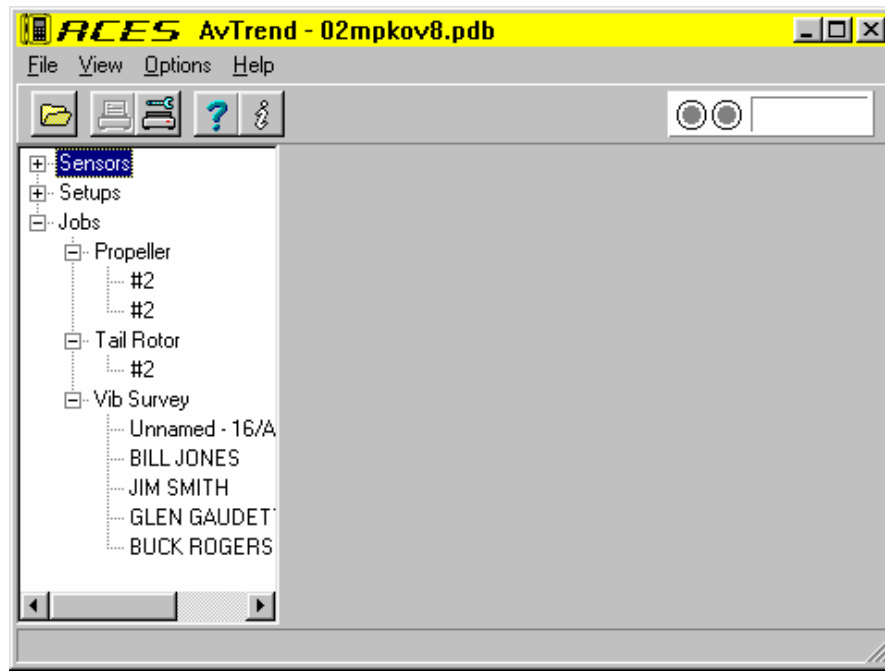 ACES AvTrend - 02mpkov8.pdb
File View Options Help
Sensors
Setups
Jobs
Propeller
#2
#2
Tail Rotor
#2
Vib Survey
Unnamed - 16/A
BILL JONES
JIM SMITH
GLEN GAUDET
BUCK ROGERS